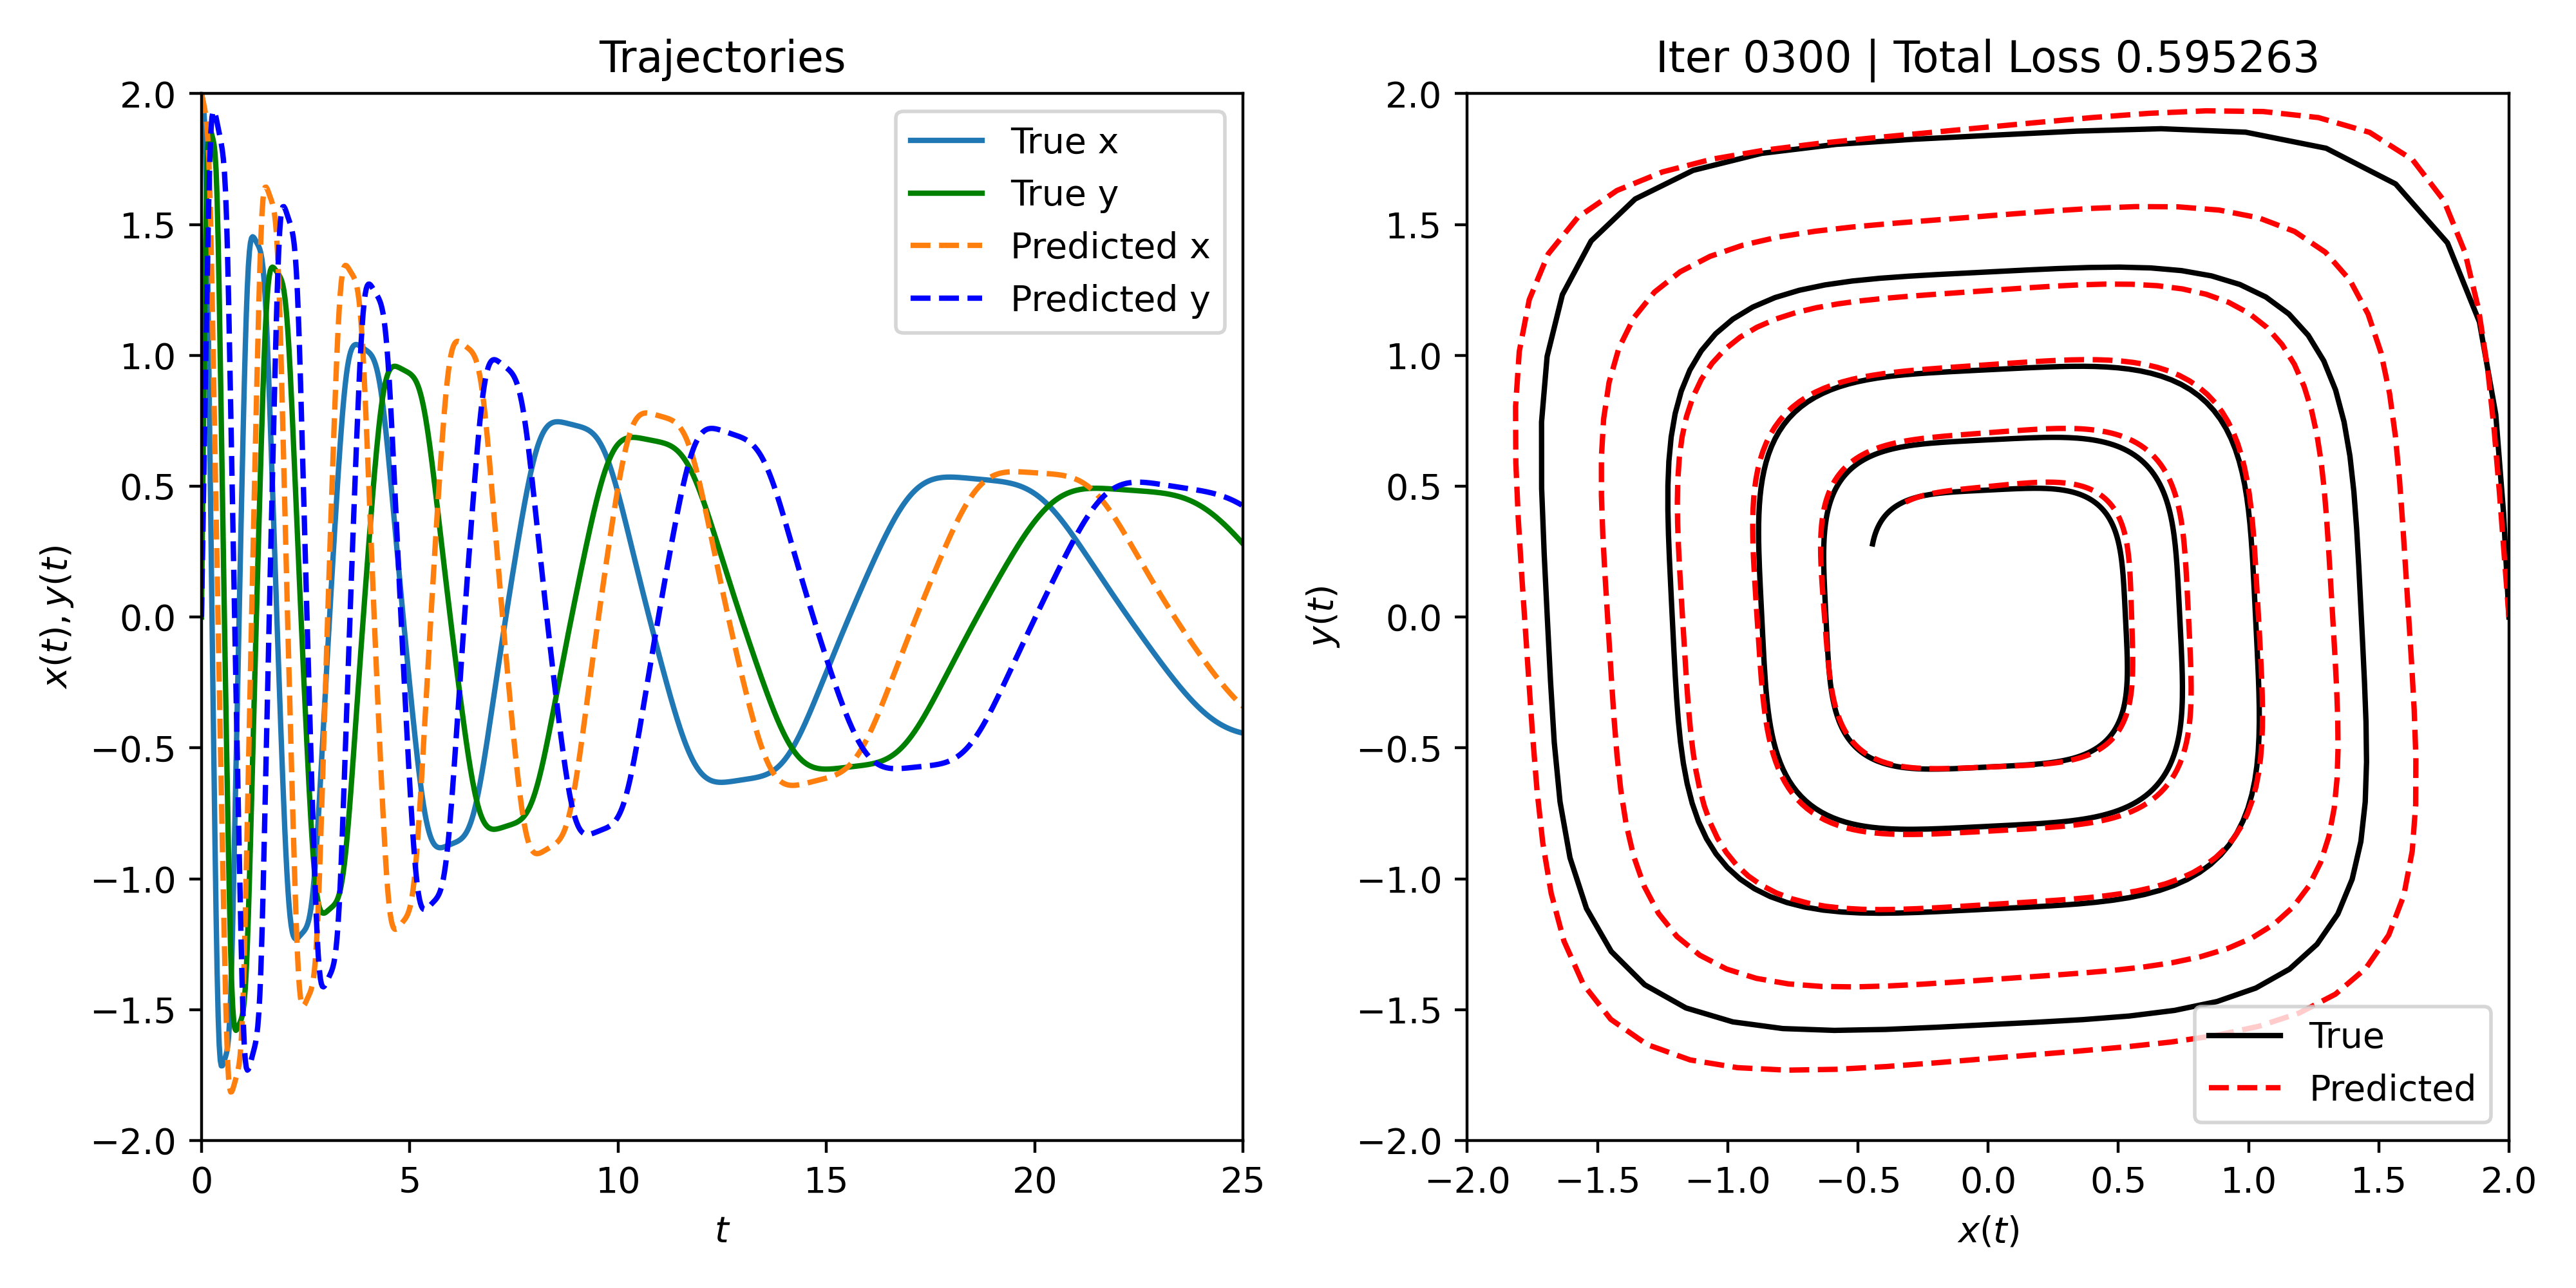 Trajectories
2.0
1.5
1.0
0.5
0.0
−0.5
−1.0
−1.5
−2.0
x(t), y(t)
0 5 10 15 20 25
t
True x
True y
Predicted x
Predicted y
Iter 0300 | Total Loss 0.595263
2.0
1.5
1.0
0.5
0.0
−0.5
−1.0
−1.5
−2.0
y(t)
−2.0 −1.5 −1.0 −0.5 0.0 0.5 1.0 1.5 2.0
x(t)
True
Predicted